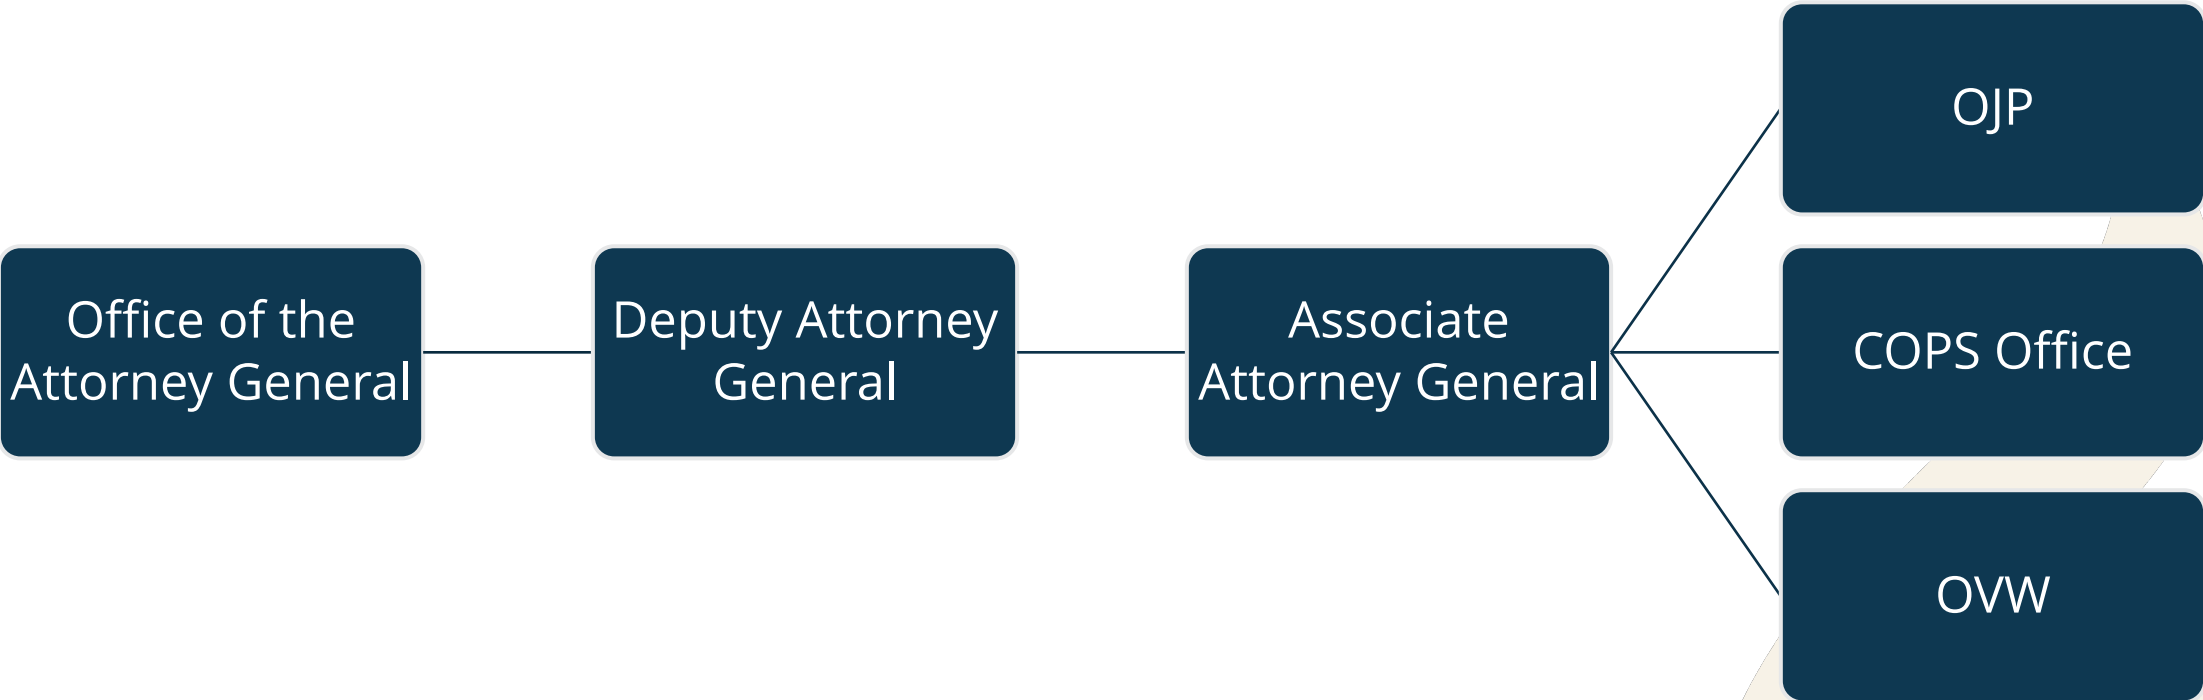 Office of the
Attorney General
Deputy Attorney
General
Associate
Attorney General
OJP
COPS Office
OVW